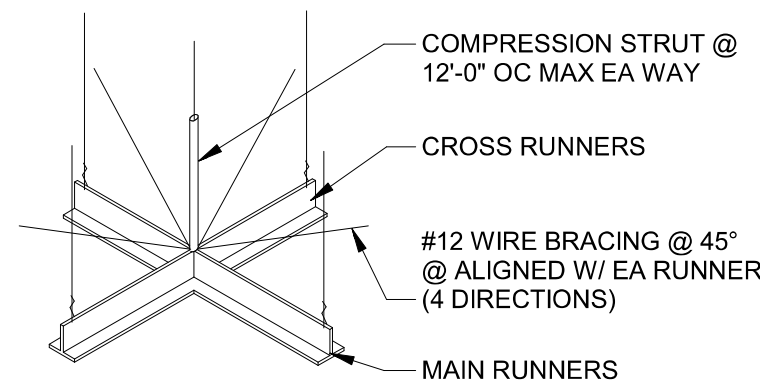 COMPRESSION STRUT @
12'-0" OC MAX EA WAY
CROSS RUNNERS
#12 WIRE BRACING @ 45°
@ ALIGNED W/ EA RUNNER
(4 DIRECTIONS)
MAIN RUNNERS